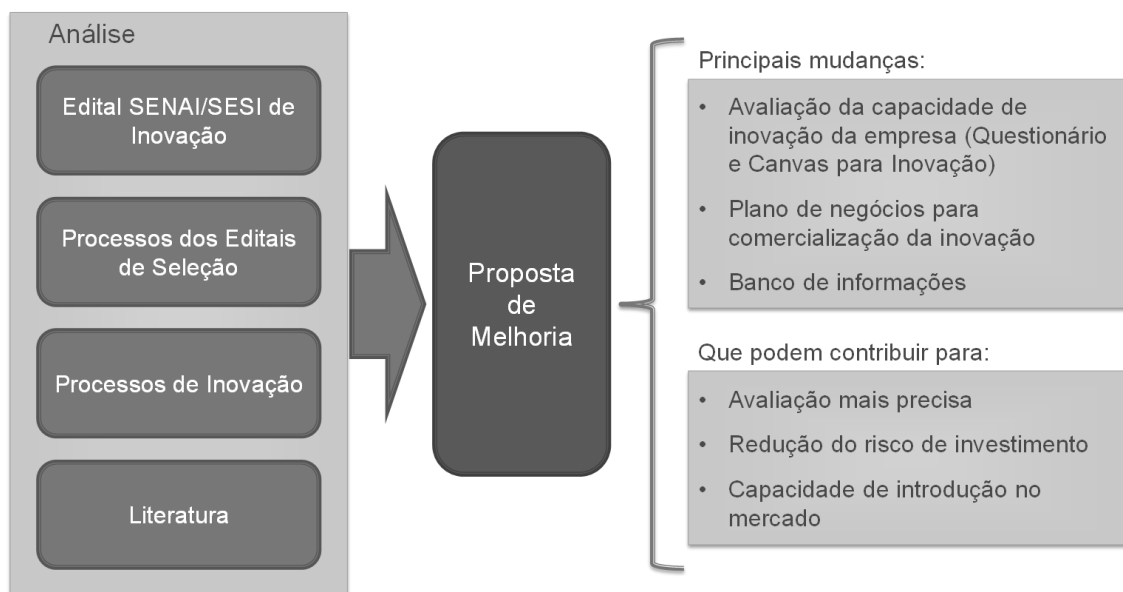 Análise
Edital SENAI/SESI de
Inovação
Processos dos Editais
de Seleção
Processos de Inovação
Literatura
Proposta
de
Melhoria
Principais mudanças:
• Avaliação da capacidade de
inovação da empresa (Questionário
e Canvas para Inovação)
• Plano de negócios para
comercialização da inovação
• Banco de informações
Que podem contribuir para:
• Avaliação mais precisa
• Redução do risco de investimento
• Capacidade de introdução no
mercado